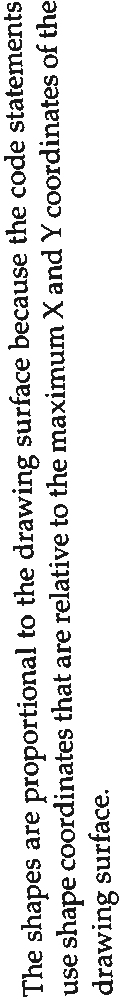 The shapes are proportional to the drawing surface because the code statements
use shape coordinates that are relative to the maximum X and Y coordinates of the
drawing surface.